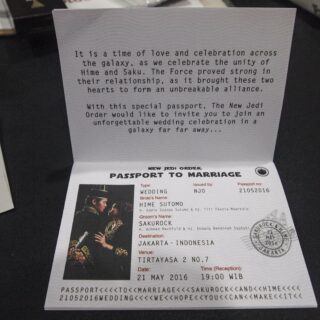 It is a time of love and celebration across
the galaxy, as we celebrate the unity of
Hime and Saku. The Force proved strong in
their relationship, as it brought these two
hearts to form an unbreakable alliance.
With this special passport, The New Jedi
Order would like to invite you to join an
unforgettable wedding celebration in a
galaxy far far away...
NEW JEDI ORDER
PASSPORT TO MARRIAGE
Type Issued by Passport no:
WEDDING NJO 21052016
Bride's Name:
HIME SUTOMO
Groom's Name:
SAKUROCK
Destination:
JAKARTA - INDONESIA
Venue:
TIRTAYASA 2 NO.7
Date: Time (Reception)
21 MAY 2016 19:00 WIB
PASSPORT<<<<TO<MARRIAGE<<<<SAKUROCK<<AND<HIME<<<<
21052016WEDDING<<<<WE<HOPE<YOU<CAN<MAKE<IT<<